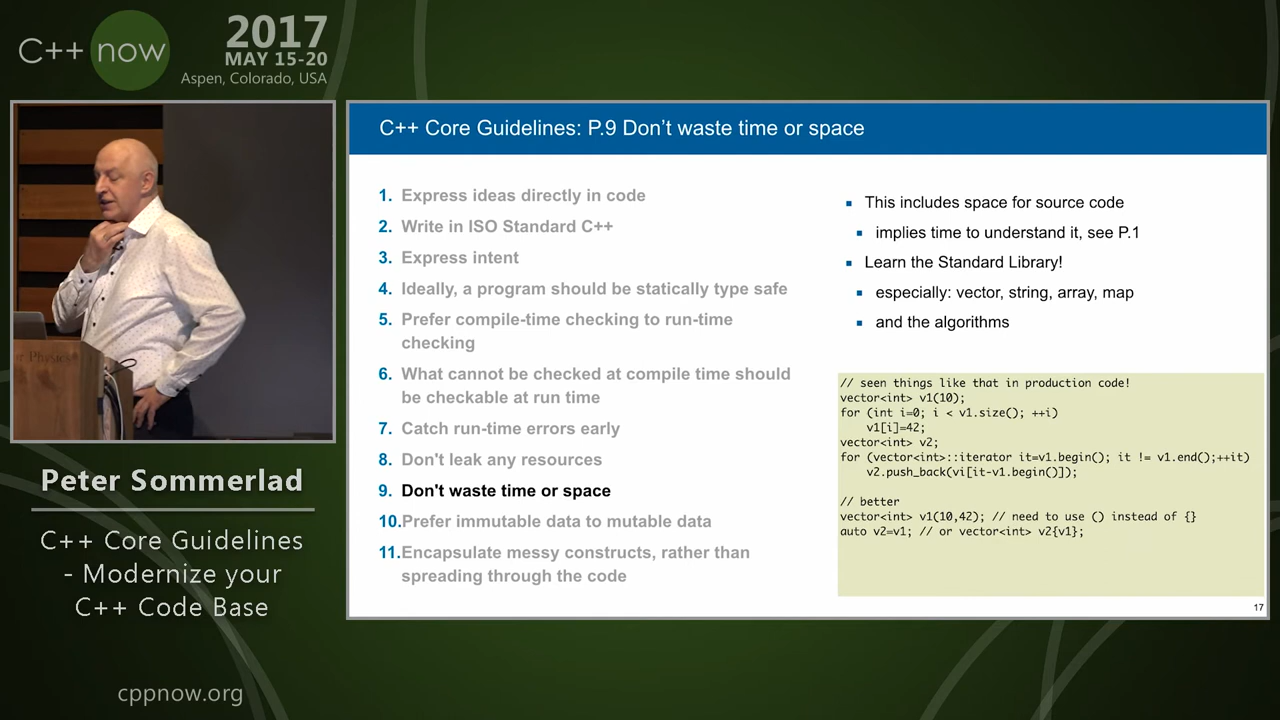 C++ now
2017
MAY 15-20
Aspen, Colorado, USA
r Physics
Peter Sommerlad
C++ Core Guidelines
- Modernize your
C++ Code Base
cppnow.org
C++ Core Guidelines: P.9 Don’t waste time or space
1. Express ideas directly in code
2. Write in ISO Standard C++
3. Express intent
4. Ideally, a program should be statically type safe
5. Prefer compile-time checking to run-time
checking
6. What cannot be checked at compile time should
be checkable at run time
7. Catch run-time errors early
8. Don't leak any resources
9. Don't waste time or space
10. Prefer immutable data to mutable data
11. Encapsulate messy constructs, rather than
spreading through the code
▪ This includes space for source code
▪ implies time to understand it, see P.1
▪ Learn the Standard Library!
▪ especially: vector, string, array, map
▪ and the algorithms
// seen things like that in production code!
vector<int> v1(10);
for (int i=0; i < v1.size(); ++i)
v1[i]=42;
vector<int> v2;
for (vector<int>::iterator it=v1.begin(); it != v1.end();++it)
v2.push_back(vi[it-v1.begin()]);
// better
vector<int> v1(10,42); // need to use () instead of {}
auto v2=v1; // or vector<int> v2{v1};
17